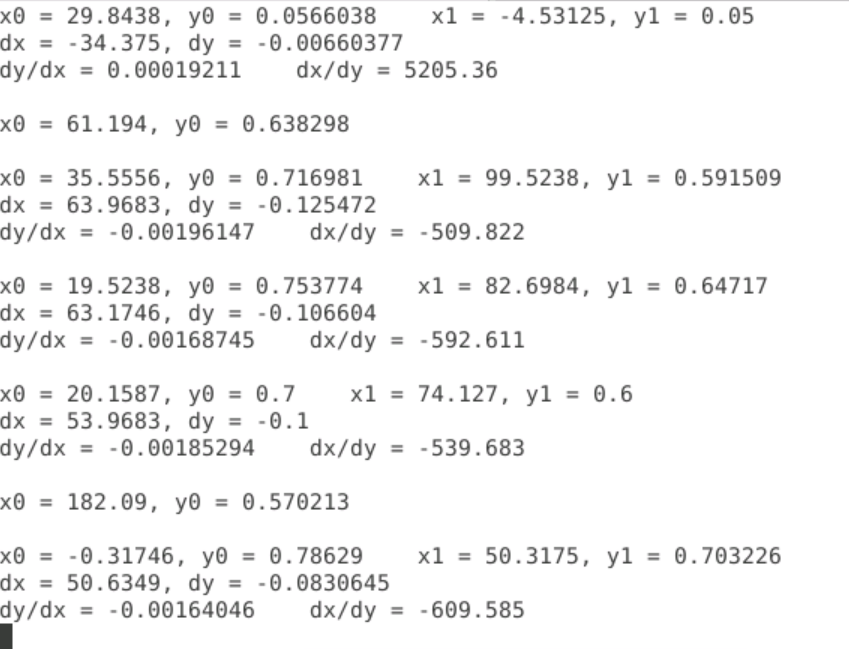 x0 = 29.8438, y0 = 0.0566038    x1 = -4.53125, y1 = 0.05
dx = -34.375, dy = -0.00660377
dy/dx = 0.00019211    dx/dy = 5205.36
x0 = 61.194, y0 = 0.638298
x0 = 35.5556, y0 = 0.716981    x1 = 99.5238, y1 = 0.591509
dx = 63.9683, dy = -0.125472
dy/dx = -0.00196147    dx/dy = -509.822
x0 = 19.5238, y0 = 0.753774    x1 = 82.6984, y1 = 0.64717
dx = 63.1746, dy = -0.106604
dy/dx = -0.00168745    dx/dy = -592.611
x0 = 20.1587, y0 = 0.7    x1 = 74.127, y1 = 0.6
dx = 53.9683, dy = -0.1
dy/dx = -0.00185294    dx/dy = -539.683
x0 = 182.09, y0 = 0.570213
x0 = -0.31746, y0 = 0.78629    x1 = 50.3175, y1 = 0.703226
dx = 50.6349, dy = -0.0830645
dy/dx = -0.00164046    dx/dy = -609.585